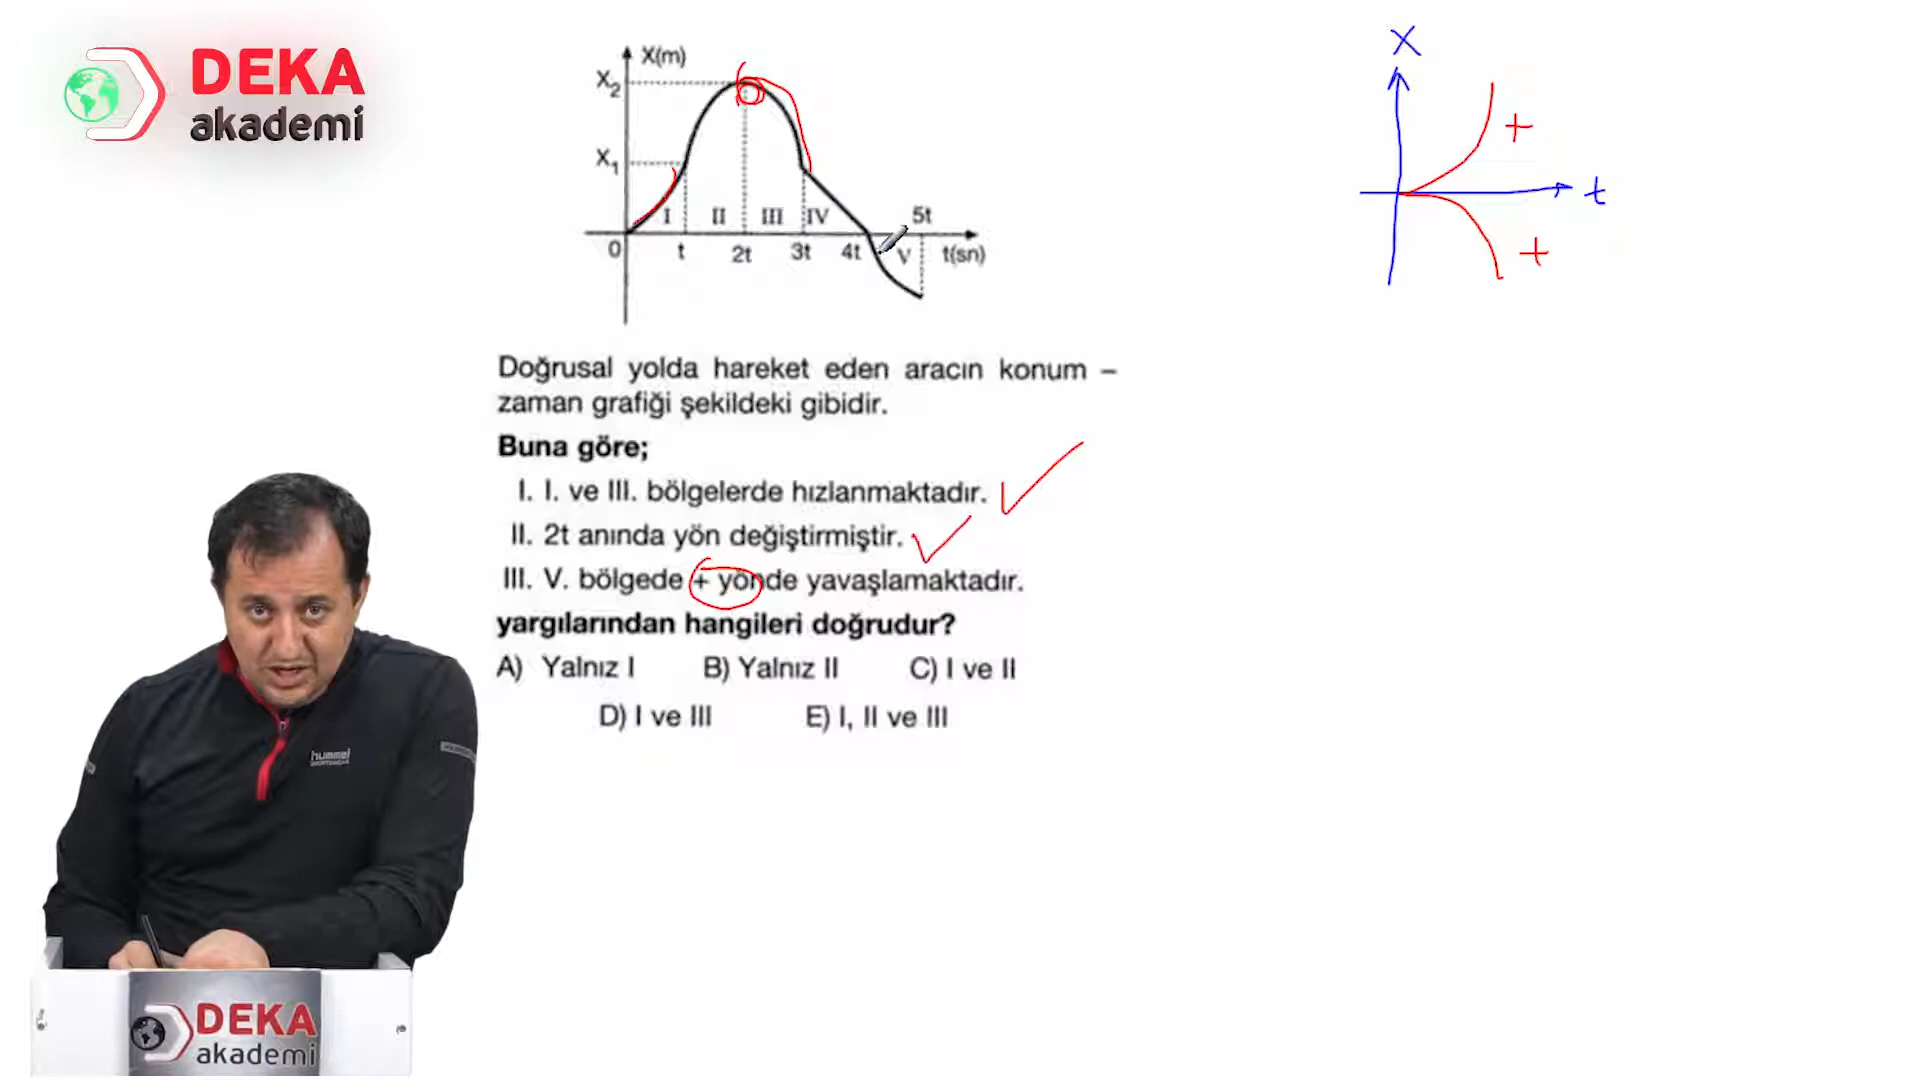 DEKA
akademi
X(m)
X₂
X₁
I
II
III
IV
5t
0
t
2t
3t
4t
V
t(sn)
X
+
t
+
Doğrusal yolda hareket eden aracın konum –
zaman grafiği şekildeki gibidir.
Buna göre;
I. I. ve III. bölgelerde hızlanmaktadır.
II. 2t anında yön değiştirmiştir.
III. V. bölgede + yönde yavaşlamaktadır.
yargılarından hangileri doğrudur?
A) Yalnız I B) Yalnız II C) I ve II
D) I ve III E) I, II ve III
hummel
DEKA
akademi